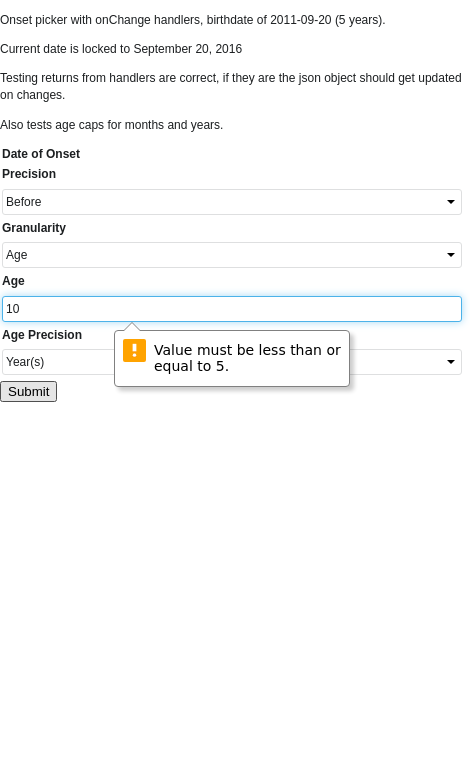 Onset picker with onChange handlers, birthdate of 2011-09-20 (5 years).
Current date is locked to September 20, 2016
Testing returns from handlers are correct, if they are the json object should get updated
on changes.
Also tests age caps for months and years.
Date of Onset
Precision
Before
Granularity
Age
Age
10
Age Precision
Year(s)
Value must be less than or
equal to 5.
Submit